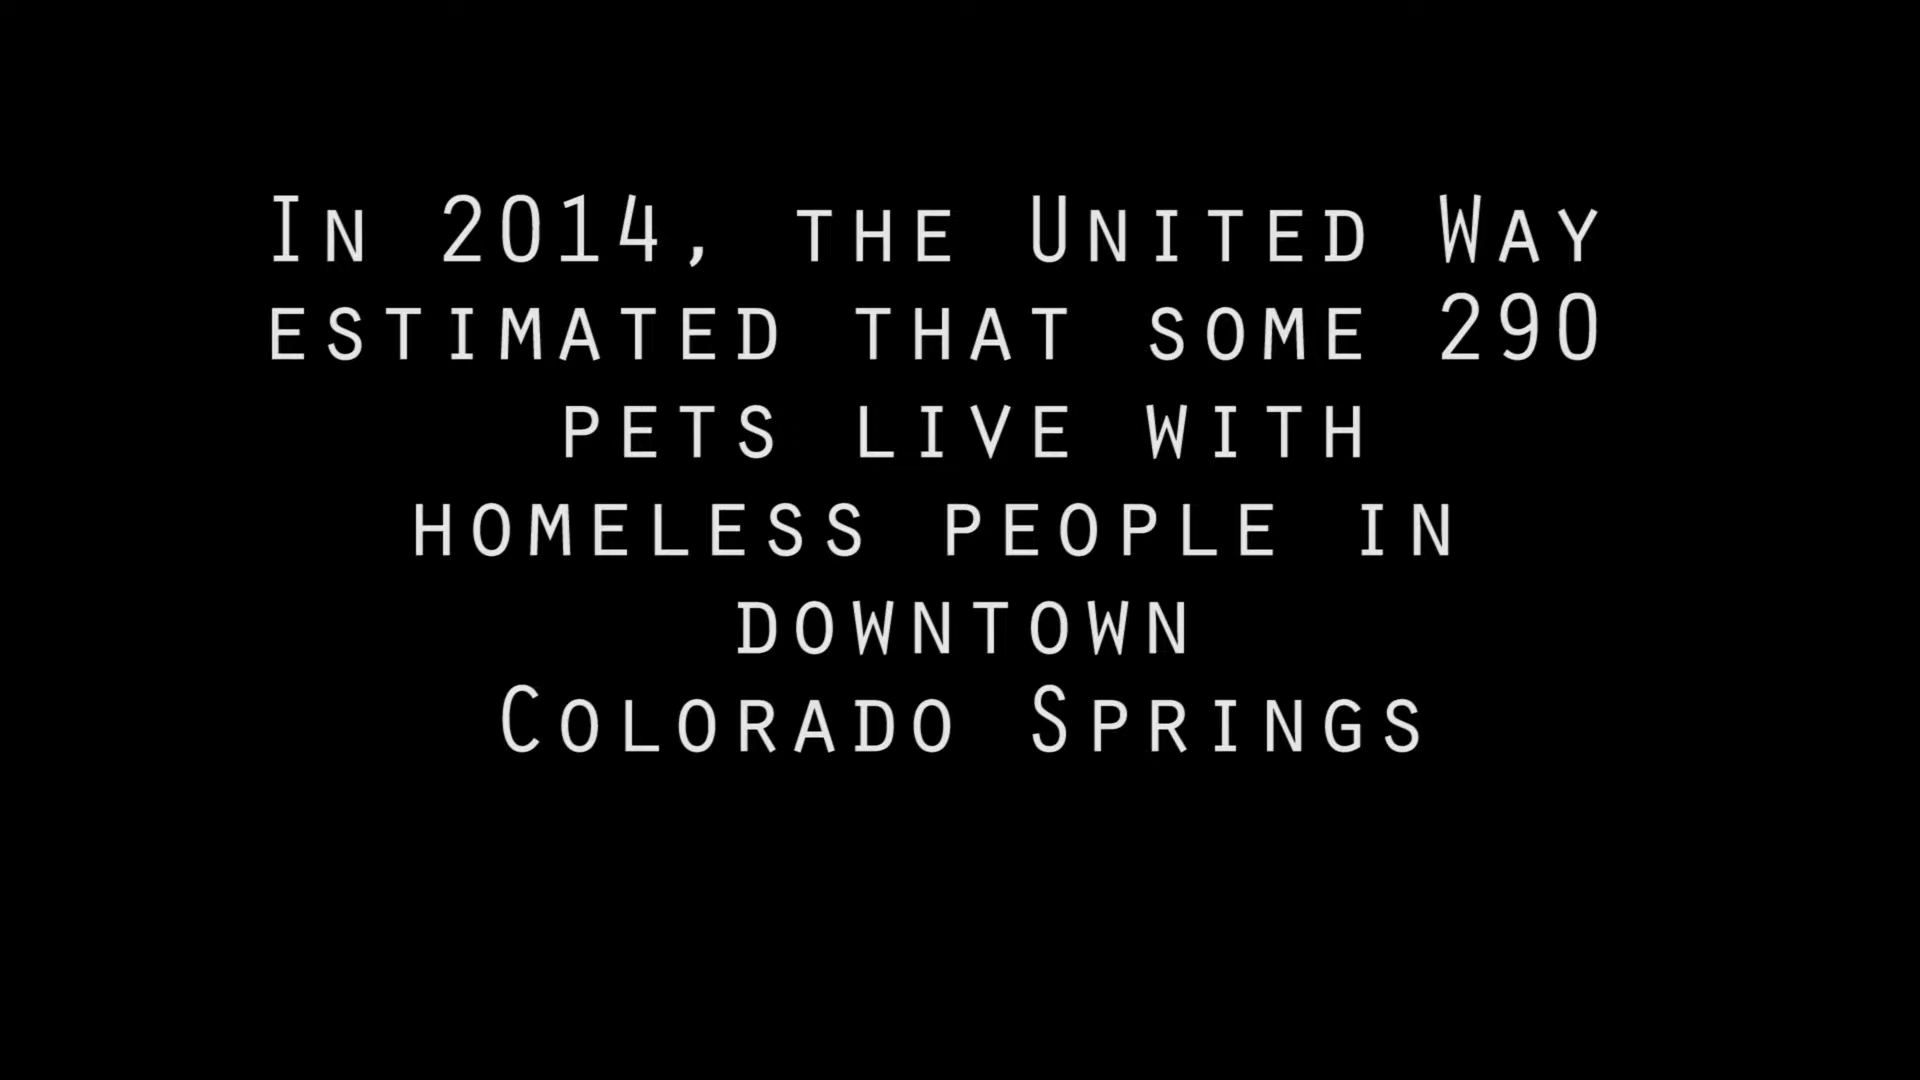 In 2014, the United Way
estimated that some 290
pets live with
homeless people in
downtown
Colorado Springs